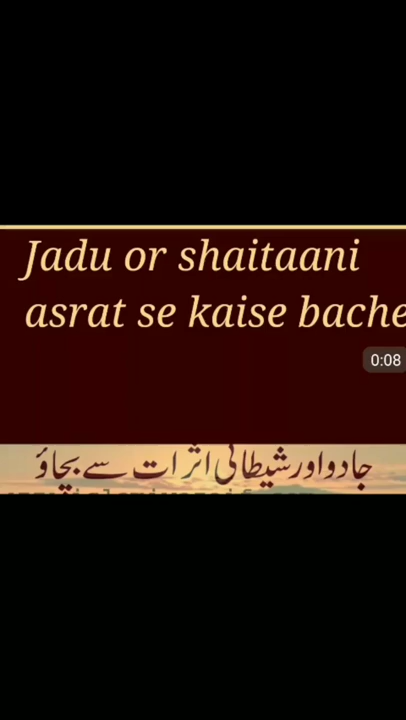 Jadu or shaitaani
asrat se kaise bache
0:08
جادو اور شیطانی اثرات سے بچاؤ